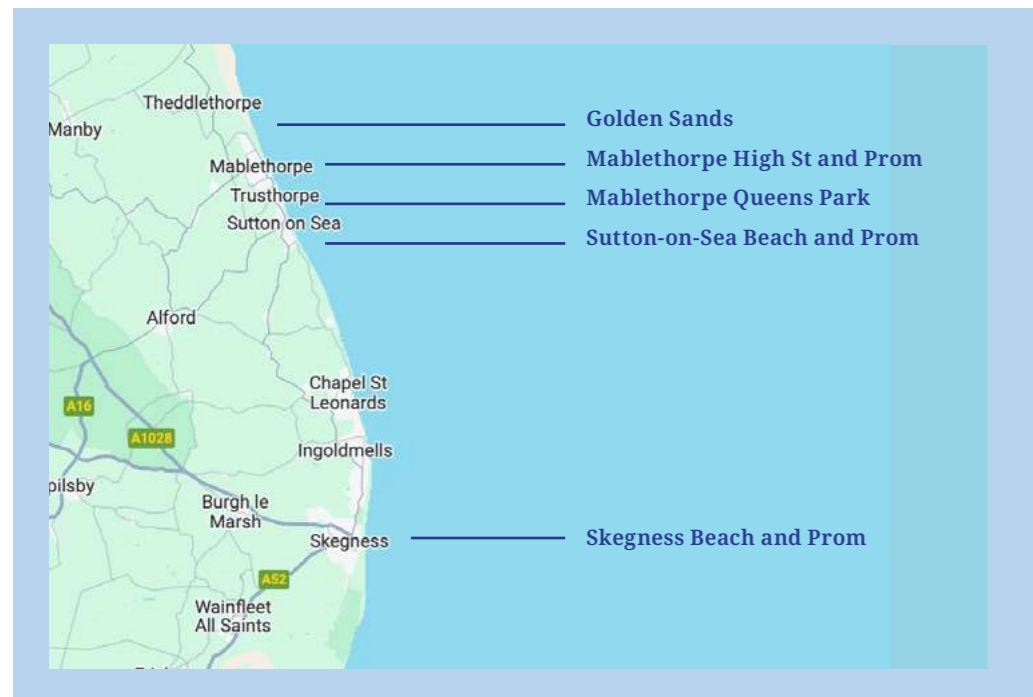 Theddlethorpe
Golden Sands
Manby
Mablethorpe High St and Prom
Mablethorpe
Trusthorpe
Mablethorpe Queens Park
Sutton on Sea
Sutton-on-Sea Beach and Prom
Alford
Chapel St
Leonards
A16
A1028
Ingoldmells
pilsby
Burgh le
Marsh
Skegness
Skegness Beach and Prom
A52
Wainfleet
All Saints